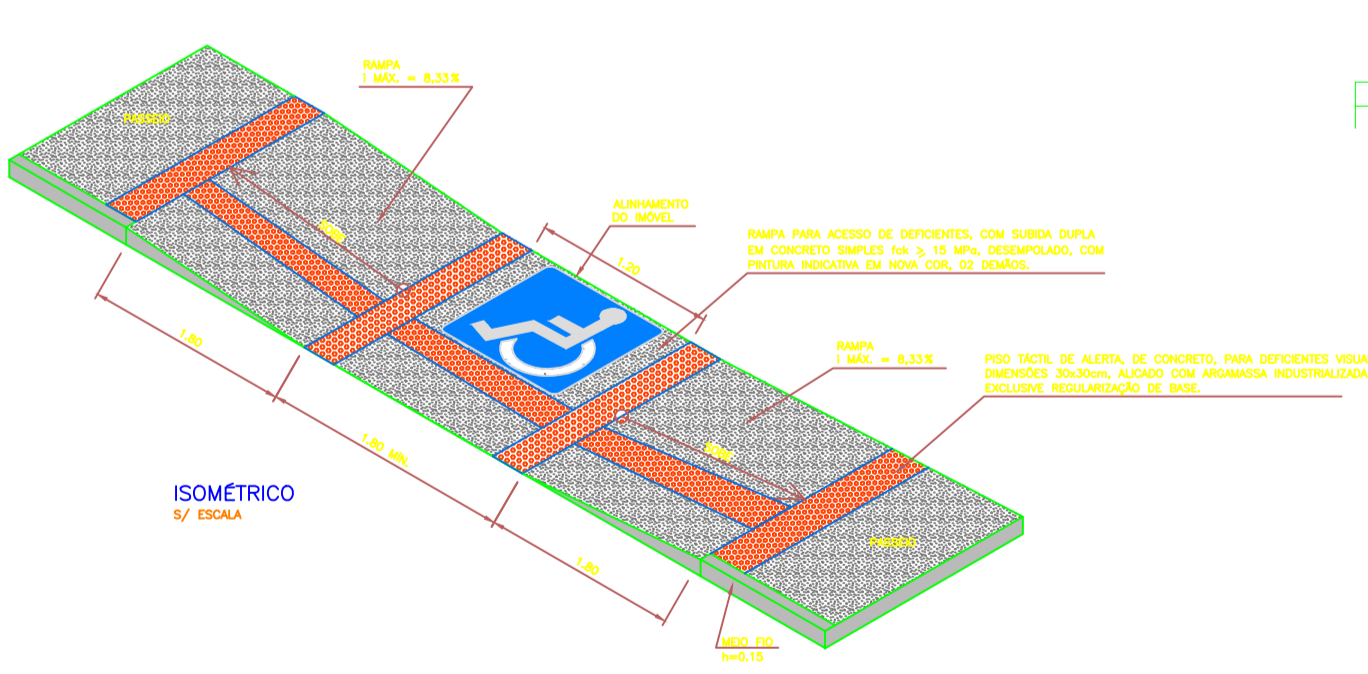 RAMPA
i MÁX. = 8,33%
PASSEIO
SOBE
ALINHAMENTO
DO IMÓVEL
1.20
RAMPA PARA ACESSO DE DEFICIENTES, COM SUBIDA DUPLA
EM CONCRETO SIMPLES fck ≥ 15 MPa, DESEMPOLADO, COM
PINTURA INDICATIVA EM NOVA COR, 02 DEMÃOS.
RAMPA
i MÁX. = 8,33%
PISO TÁCTIL DE ALERTA, DE CONCRETO, PARA DEFICIENTES VISUA
DIMENSÕES 30x30cm, ALICADO COM ARGAMASSA INDUSTRIALIZADA
EXCLUSIVE REGULARIZAÇÃO DE BASE.
1.80
1.80 MIN.
SOBE
ISOMÉTRICO
S/ ESCALA
PASSEIO
1.80
MEIO FIO
h=0.15